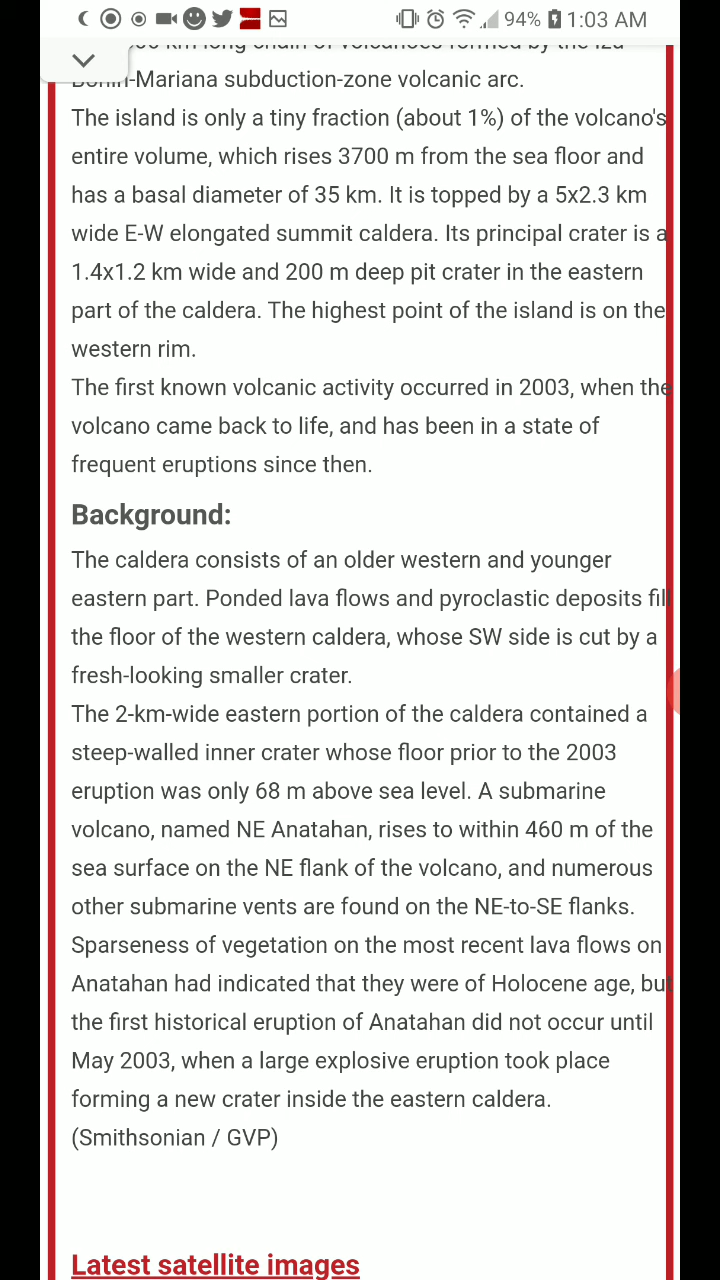 94% 1:03 AM
km long chain of volcanoes formed by the Izu
Bonin-Mariana subduction-zone volcanic arc.
The island is only a tiny fraction (about 1%) of the volcano's
entire volume, which rises 3700 m from the sea floor and
has a basal diameter of 35 km. It is topped by a 5x2.3 km
wide E-W elongated summit caldera. Its principal crater is a
1.4x1.2 km wide and 200 m deep pit crater in the eastern
part of the caldera. The highest point of the island is on the
western rim.
The first known volcanic activity occurred in 2003, when the
volcano came back to life, and has been in a state of
frequent eruptions since then.
Background:
The caldera consists of an older western and younger
eastern part. Ponded lava flows and pyroclastic deposits fill
the floor of the western caldera, whose SW side is cut by a
fresh-looking smaller crater.
The 2-km-wide eastern portion of the caldera contained a
steep-walled inner crater whose floor prior to the 2003
eruption was only 68 m above sea level. A submarine
volcano, named NE Anatahan, rises to within 460 m of the
sea surface on the NE flank of the volcano, and numerous
other submarine vents are found on the NE-to-SE flanks.
Sparseness of vegetation on the most recent lava flows on
Anatahan had indicated that they were of Holocene age, but
the first historical eruption of Anatahan did not occur until
May 2003, when a large explosive eruption took place
forming a new crater inside the eastern caldera.
(Smithsonian / GVP)
Latest satellite images